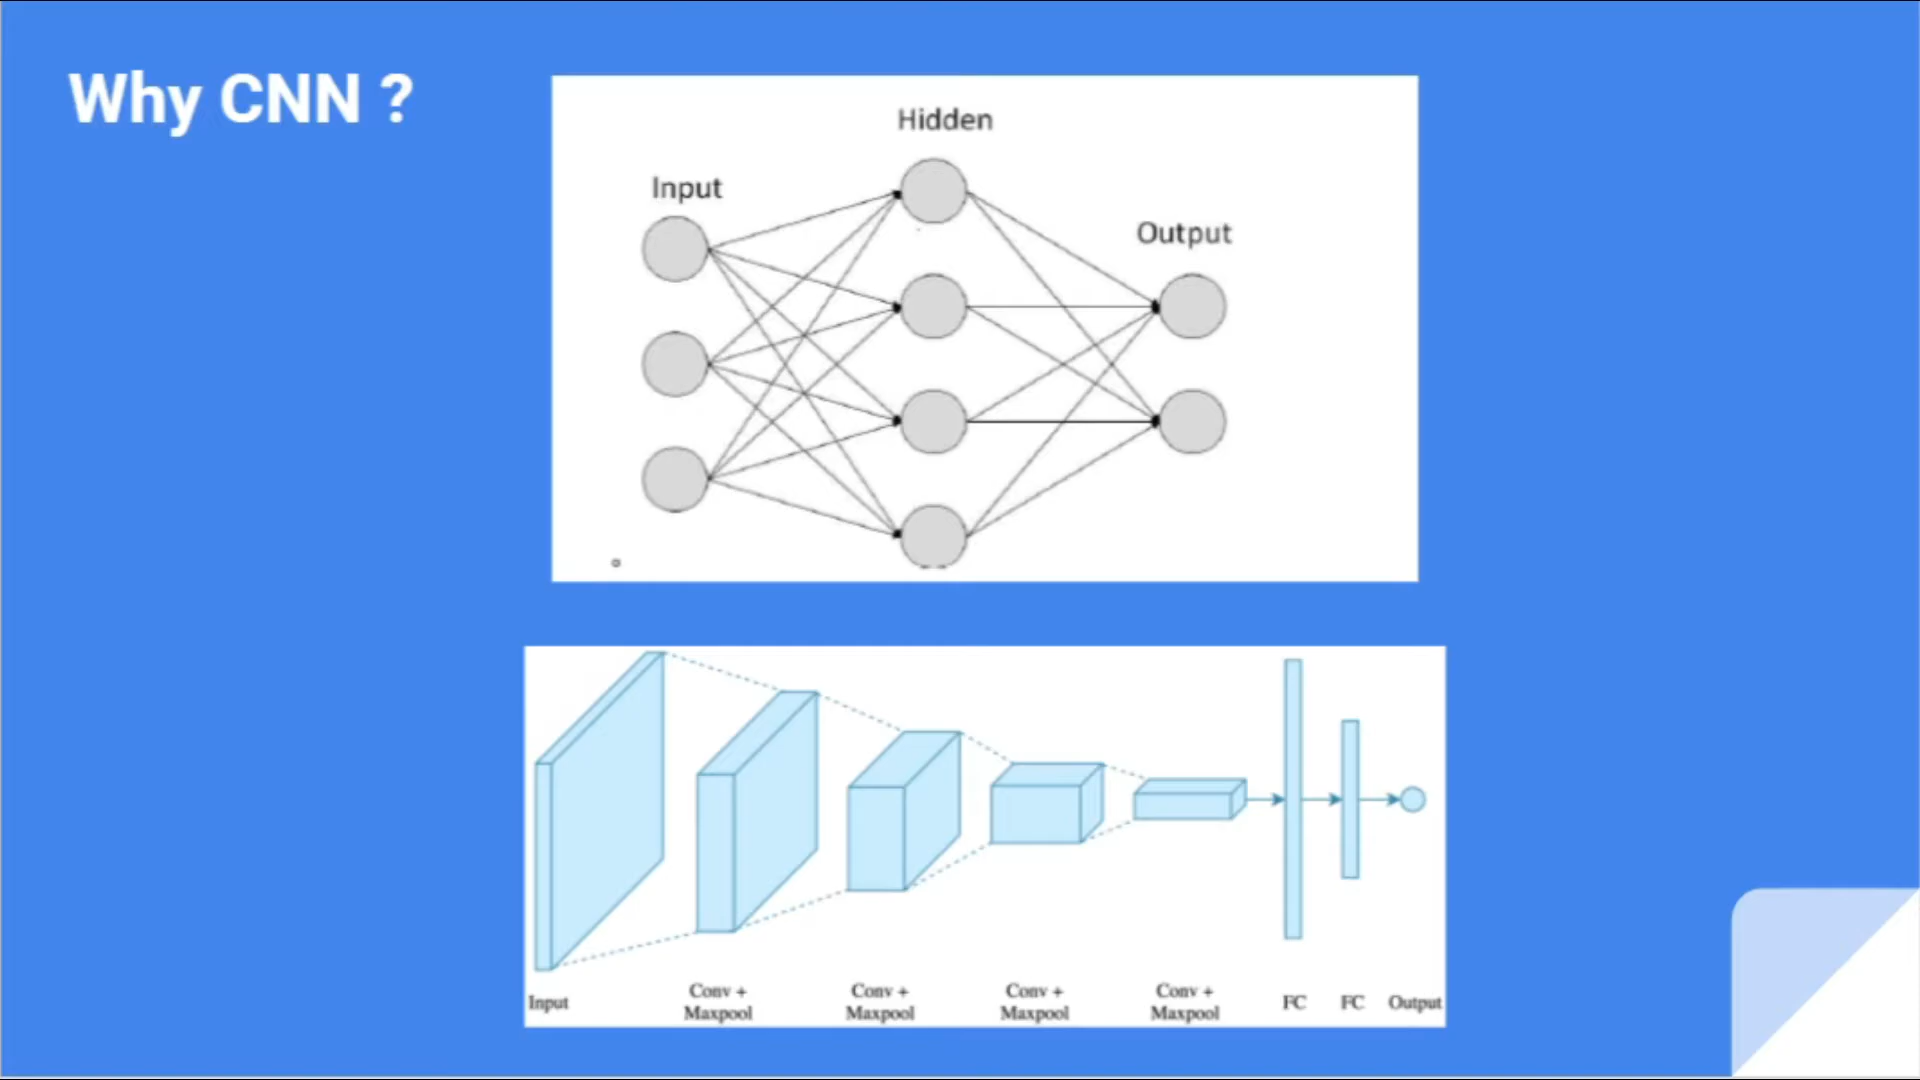 Why CNN ?
Hidden
Input
Output
Input
Conv +
Maxpool
Conv +
Maxpool
Conv +
Maxpool
Conv +
Maxpool
FC
FC
Output